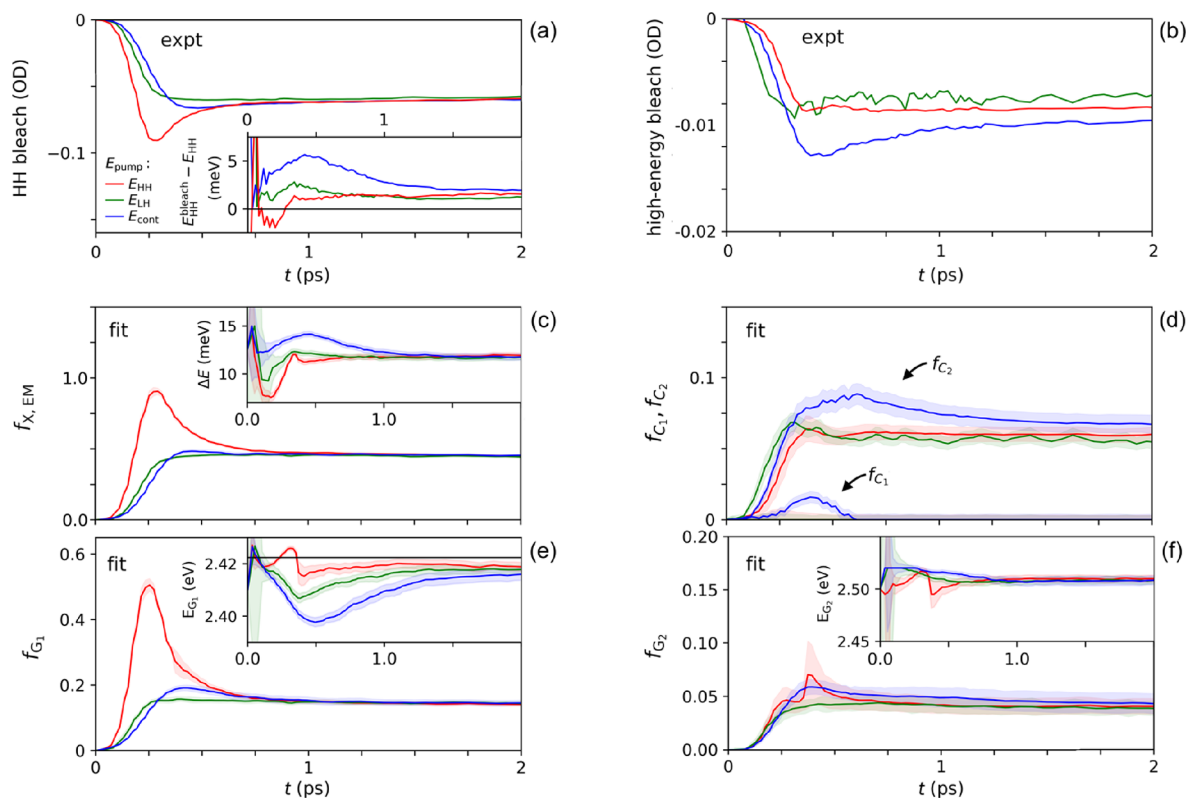 (a)
expt
0
−0.1
HH bleach (OD)
E_pump :
E_HH
E_LH
E_cont
0 1
5
0
E_HH^bleach − E_HH
(meV)
0 1 2
t (ps)
(b)
expt
0
-0.01
-0.02
high-energy bleach (OD)
0 1 2
t (ps)
(c)
fit
1.0
0.0
f_X, EM
15
10
ΔE (meV)
0.0 1.0
(d)
fit
0.1
0
f_C1, f_C2
f_C2
f_C1
(e)
fit
0.6
0.4
0.2
0
f_G1
2.42
2.40
E_G1 (eV)
0.0 1.0
0 1 2
t (ps)
(f)
fit
0.20
0.15
0.10
0.05
0.00
f_G2
2.50
2.45
E_G2 (eV)
0.0 1.0
0 1 2
t (ps)